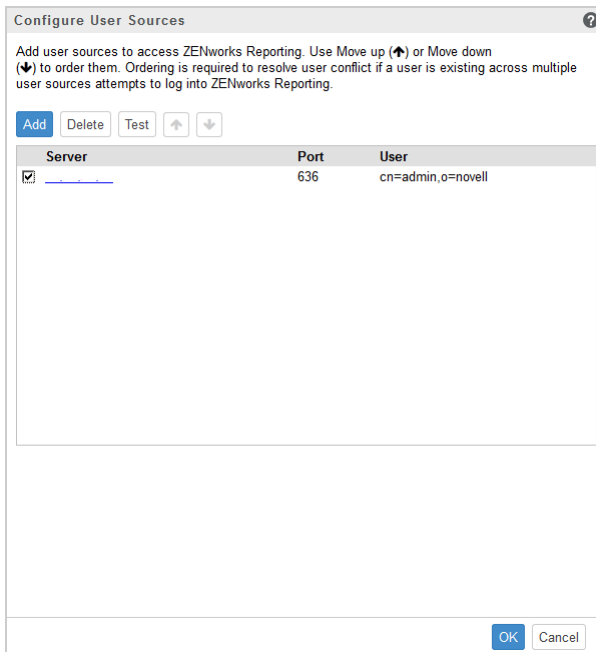 Configure User Sources
Add user sources to access ZENworks Reporting. Use Move up (↑) or Move down
(↓) to order them. Ordering is required to resolve user conflict if a user is existing across multiple
user sources attempts to log into ZENworks Reporting.
Add Delete Test ↑ ↓
Server Port User
636 cn=admin,o=novell
OK Cancel